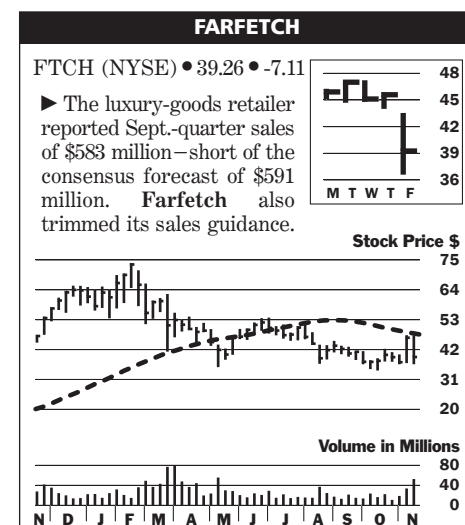 FARFETCH
FTCH (NYSE) ● 39.26 ● -7.11
► The luxury-goods retailer
reported Sept.-quarter sales
of $583 million—short of the
consensus forecast of $591
million. Farfetch also
trimmed its sales guidance.
48
45
42
39
36
M T W T F
Stock Price $
75
64
53
42
31
20
Volume in Millions
80
40
0
N D J F M A M J J A S O N